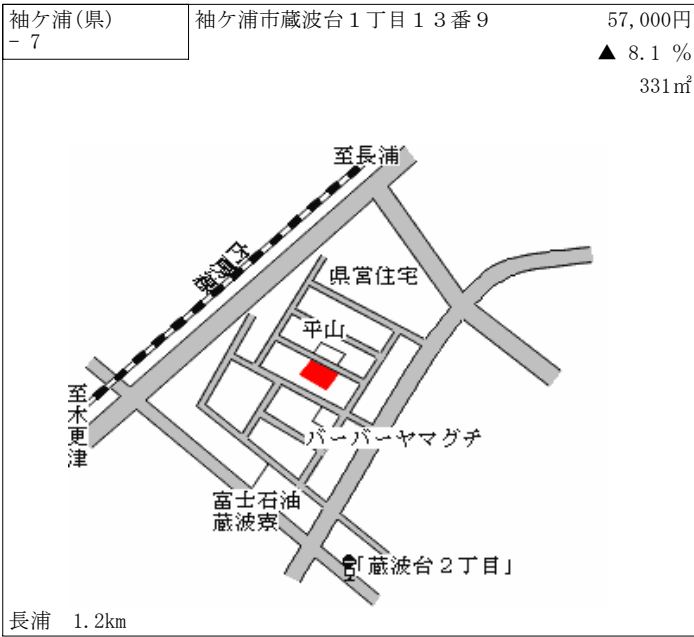 袖ケ浦(県)
- 7
袖ケ浦市蔵波台1丁目13番9
57,000円
▲ 8.1 %
331㎡
至長浦
内房線
県営住宅
平山
至木更津
バーバーヤマグチ
富士石油
蔵波寮
「蔵波台2丁目」
長浦 1.2km